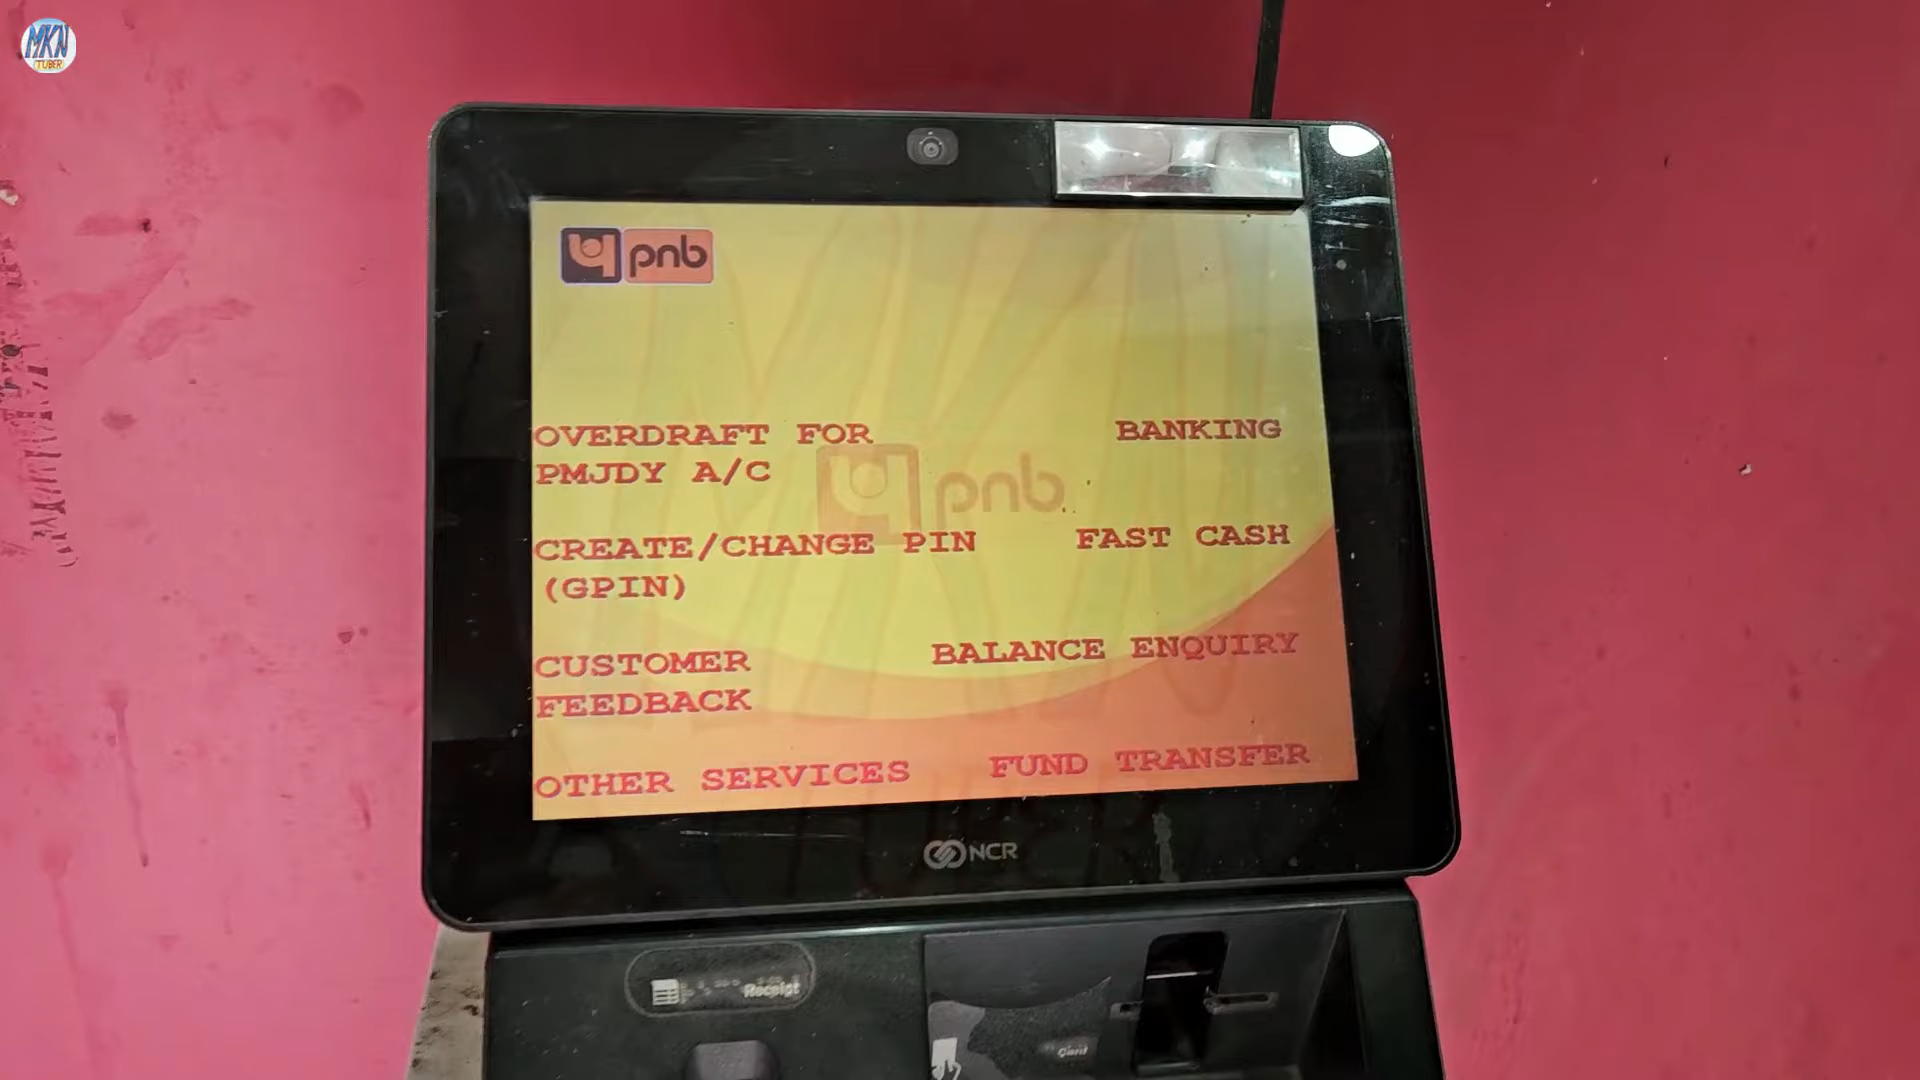 MKN
TUBER
pnb
OVERDRAFT FOR
PMJDY A/C
BANKING
pnb
CREATE/CHANGE PIN
(GPIN)
FAST CASH
CUSTOMER
FEEDBACK
BALANCE ENQUIRY
OTHER SERVICES
FUND TRANSFER
NCR
Receipt
Card